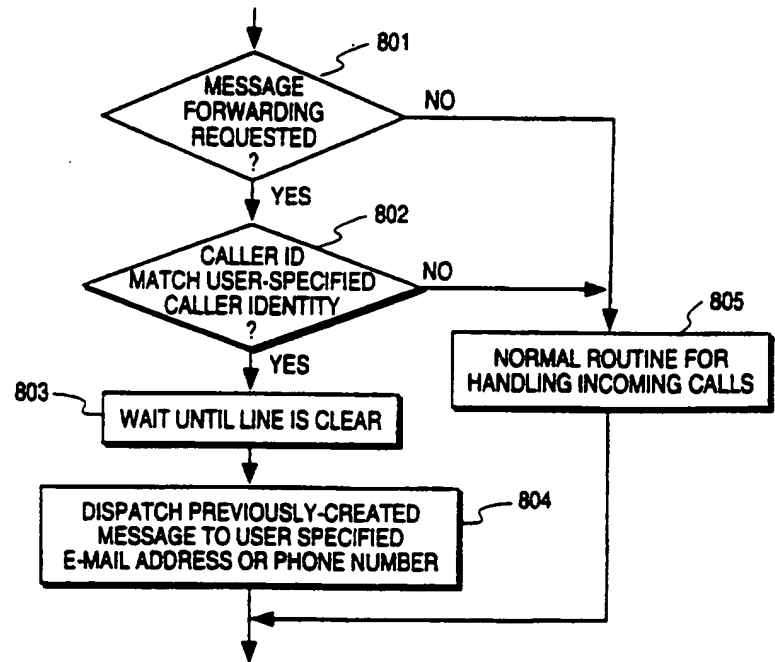 801
MESSAGE
FORWARDING
REQUESTED
?
NO
YES
802
CALLER ID
MATCH USER-SPECIFIED
CALLER IDENTITY
?
NO
YES
805
NORMAL ROUTINE FOR
HANDLING INCOMING CALLS
803
WAIT UNTIL LINE IS CLEAR
804
DISPATCH PREVIOUSLY-CREATED
MESSAGE TO USER SPECIFIED
E-MAIL ADDRESS OR PHONE NUMBER